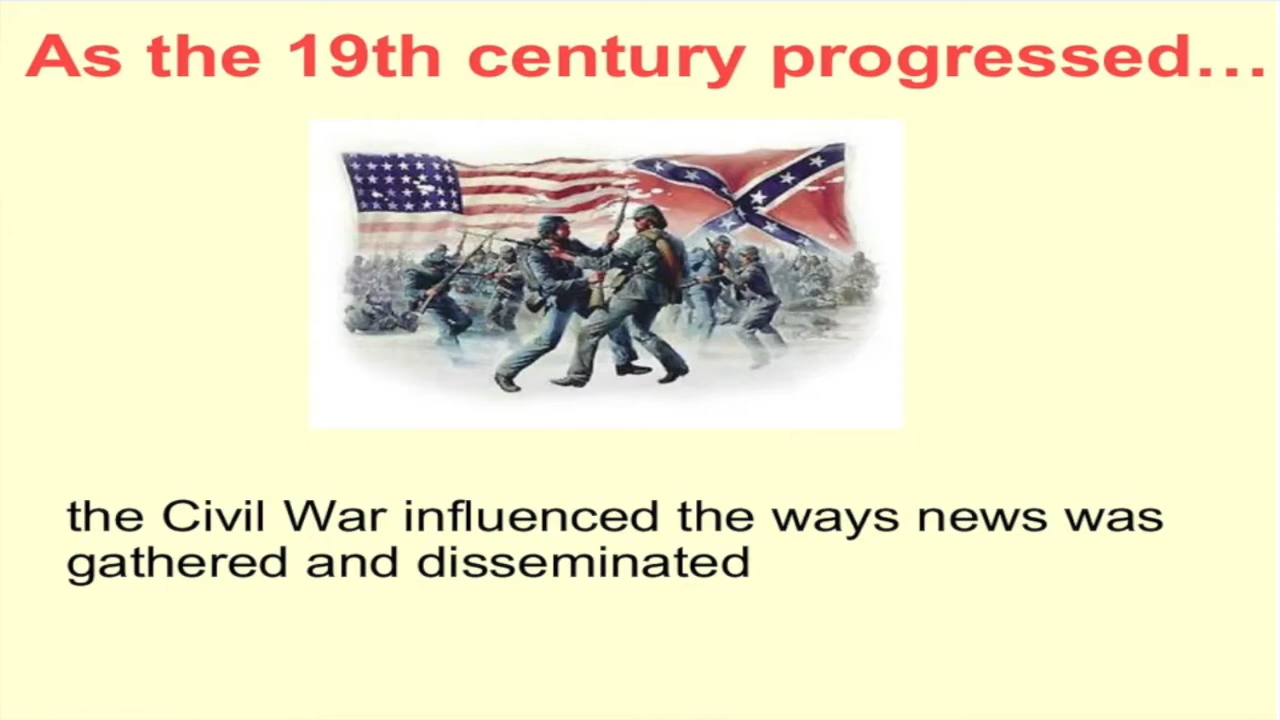 As the 19th century progressed…
the Civil War influenced the ways news was
gathered and disseminated